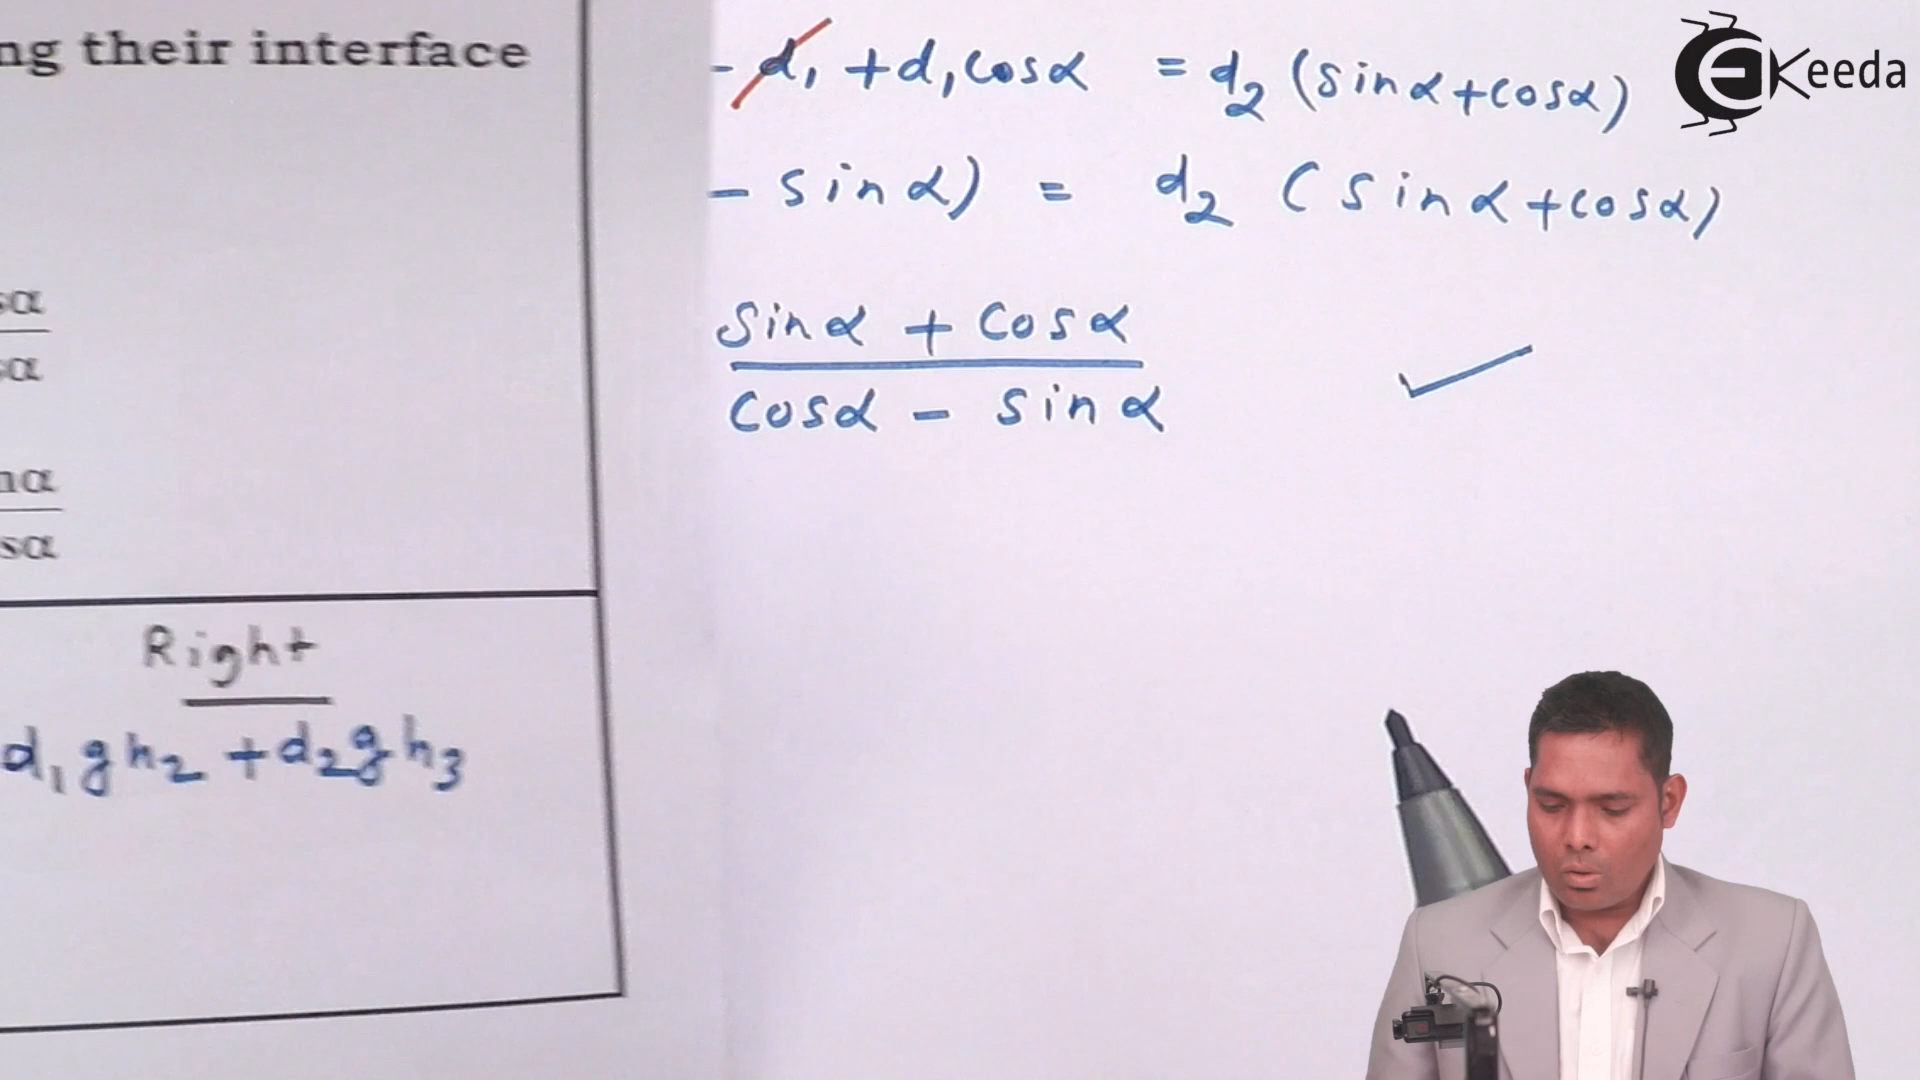 ng their interface
sα
sα
nα
sα
Right
d₁gh₂ + d₂gh₃
- d₁ + d₁cosα = d₂ (sinα+cosα)
- sinα) = d₂ (sinα+cosα)
sinα + cosα
cosα - sinα
EKeeda